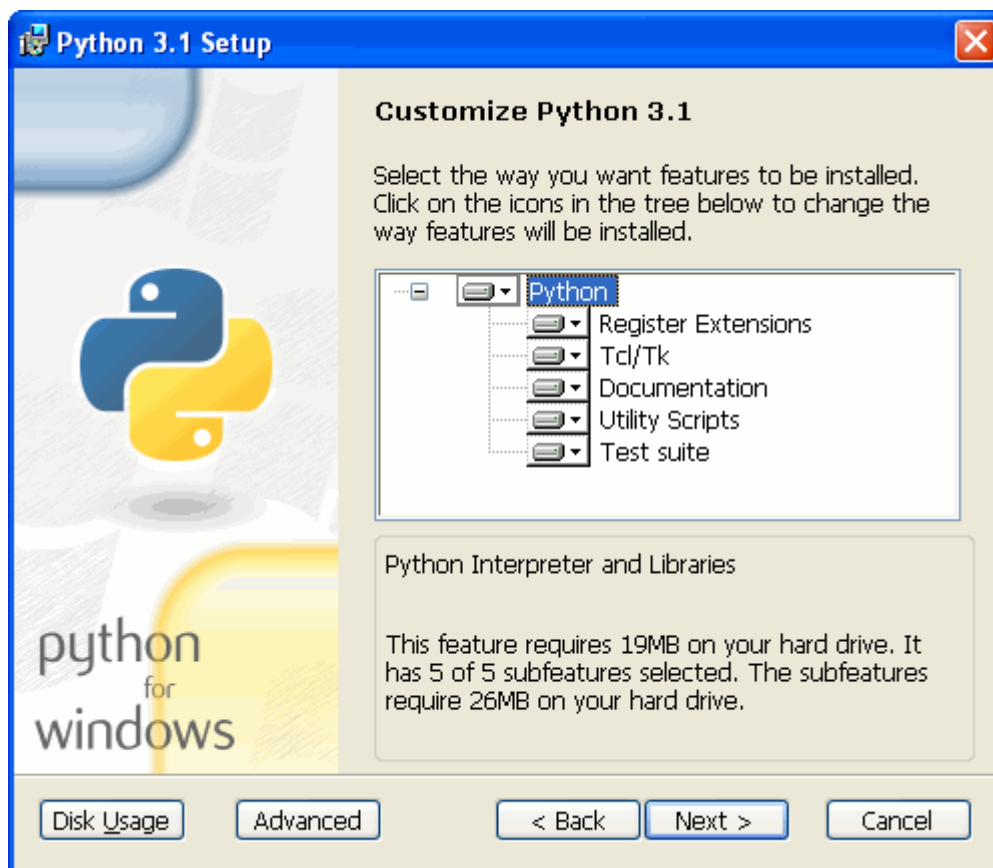 Python 3.1 Setup
Customize Python 3.1
Select the way you want features to be installed.
Click on the icons in the tree below to change the
way features will be installed.
Python
Register Extensions
Tcl/Tk
Documentation
Utility Scripts
Test suite
Python Interpreter and Libraries
This feature requires 19MB on your hard drive. It
has 5 of 5 subfeatures selected. The subfeatures
require 26MB on your hard drive.
python
for
windows
Disk Usage
Advanced
< Back
Next >
Cancel